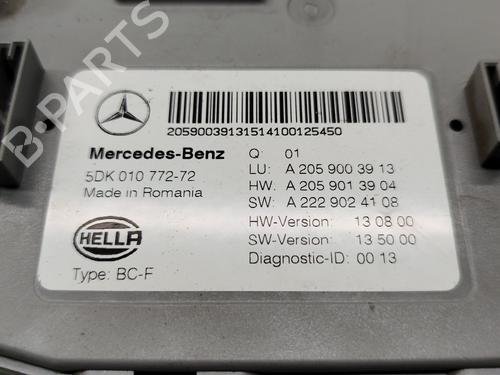 B-PARTS
20590039131514100125450
Mercedes-Benz
Q: 01
5DK 010 772-72
LU: A 205 900 39 13
Made in Romania
HW: A 205 901 39 04
SW: A 222 902 41 08
HELLA
HW-Version: 13 08 00
SW-Version: 13 50 00
Type: BC-F
Diagnostic-ID: 00 13